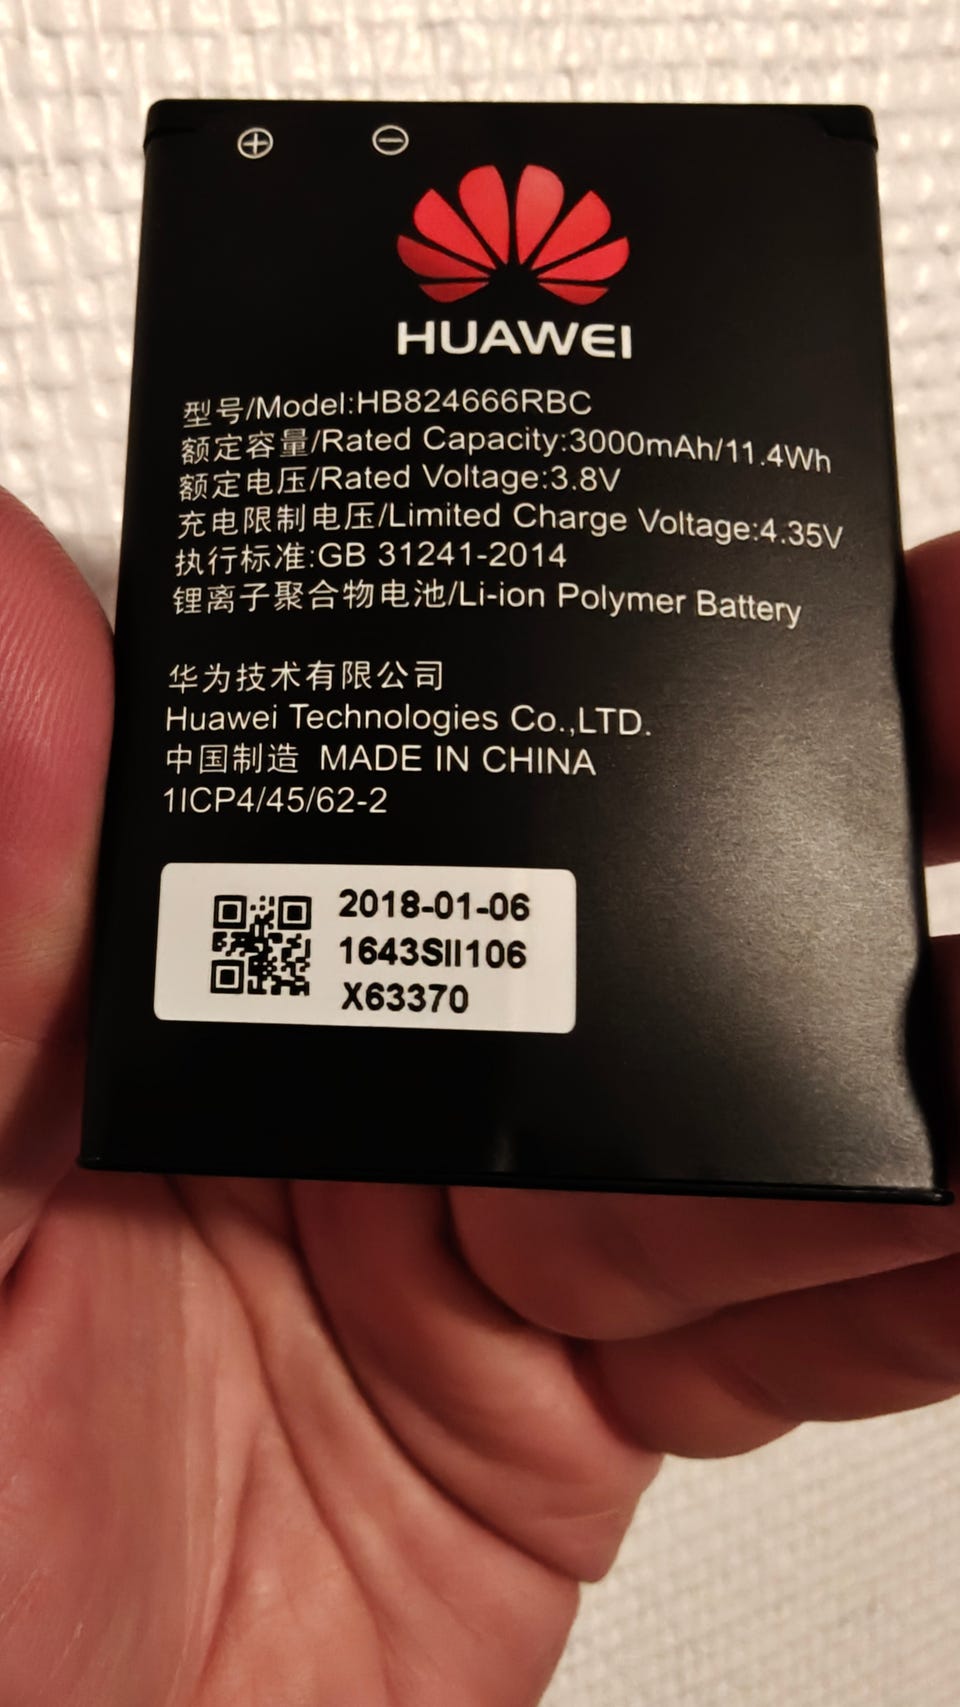 ⊕ ⊖
HUAWEI
型号/Model:HB824666RBC
额定容量/Rated Capacity:3000mAh/11.4Wh
额定电压/Rated Voltage:3.8V
充电限制电压/Limited Charge Voltage:4.35V
执行标准:GB 31241-2014
锂离子聚合物电池/Li-ion Polymer Battery
华为技术有限公司
Huawei Technologies Co.,LTD.
中国制造 MADE IN CHINA
1ICP4/45/62-2
2018-01-06
1643SII106
X63370